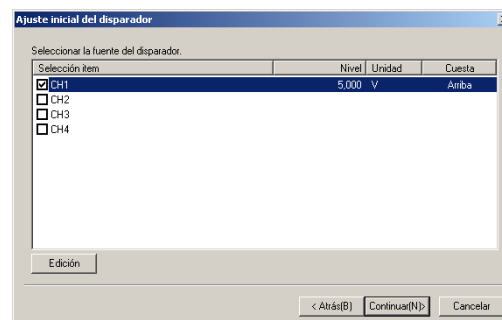 Ajuste inicial del disparador
Seleccionar la fuente del disparador.
Selección item Nivel Unidad Cuesta
CH1 5,000 V Arriba
CH2
CH3
CH4
Edición
< Atrás(B) Continuar(N)> Cancelar